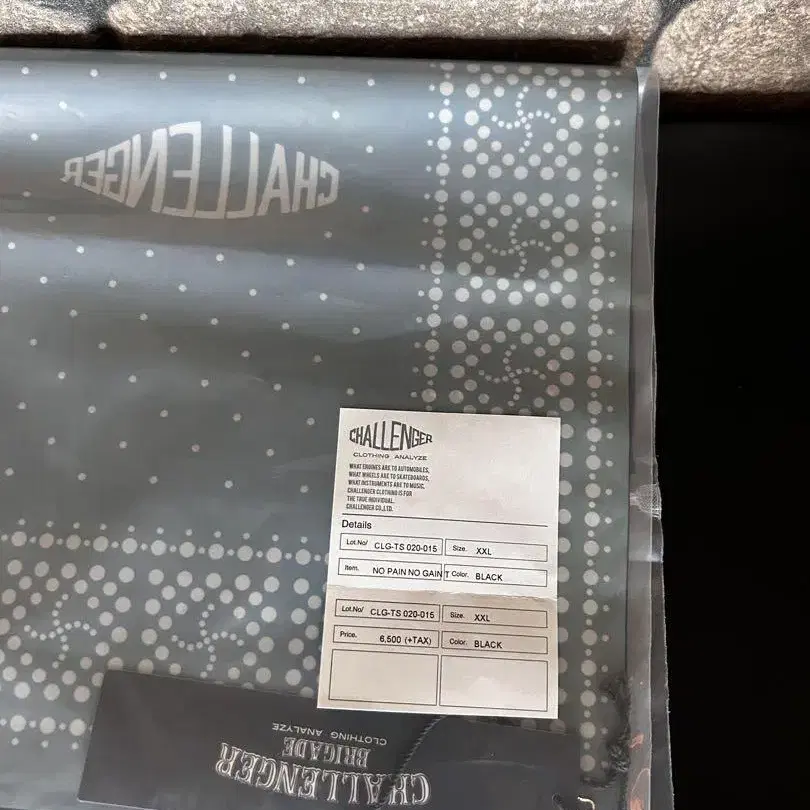 CHALLENGER
CHALLENGER
CLOTHING ANALYZE
WHAT ENGINES ARE TO AUTOMOBILES,
WHAT WHEELS ARE TO SKATEBOARDS,
WHAT INSTRUMENTS ARE TO MUSIC,
CHALLENGER CLOTHING IS FOR
THE TRUE INDIVIDUAL.
CHALLENGER CO.,LTD.
Details
Lot.No/ CLG-TS 020-015 Size. XXL
Item. NO PAIN NO GAIN T Color. BLACK
Lot.No/ CLG-TS 020-015 Size. XXL
Price. 6,500 (+TAX) Color. BLACK
CHALLENGER
BRIGADE
CLOTHING ANALYZE